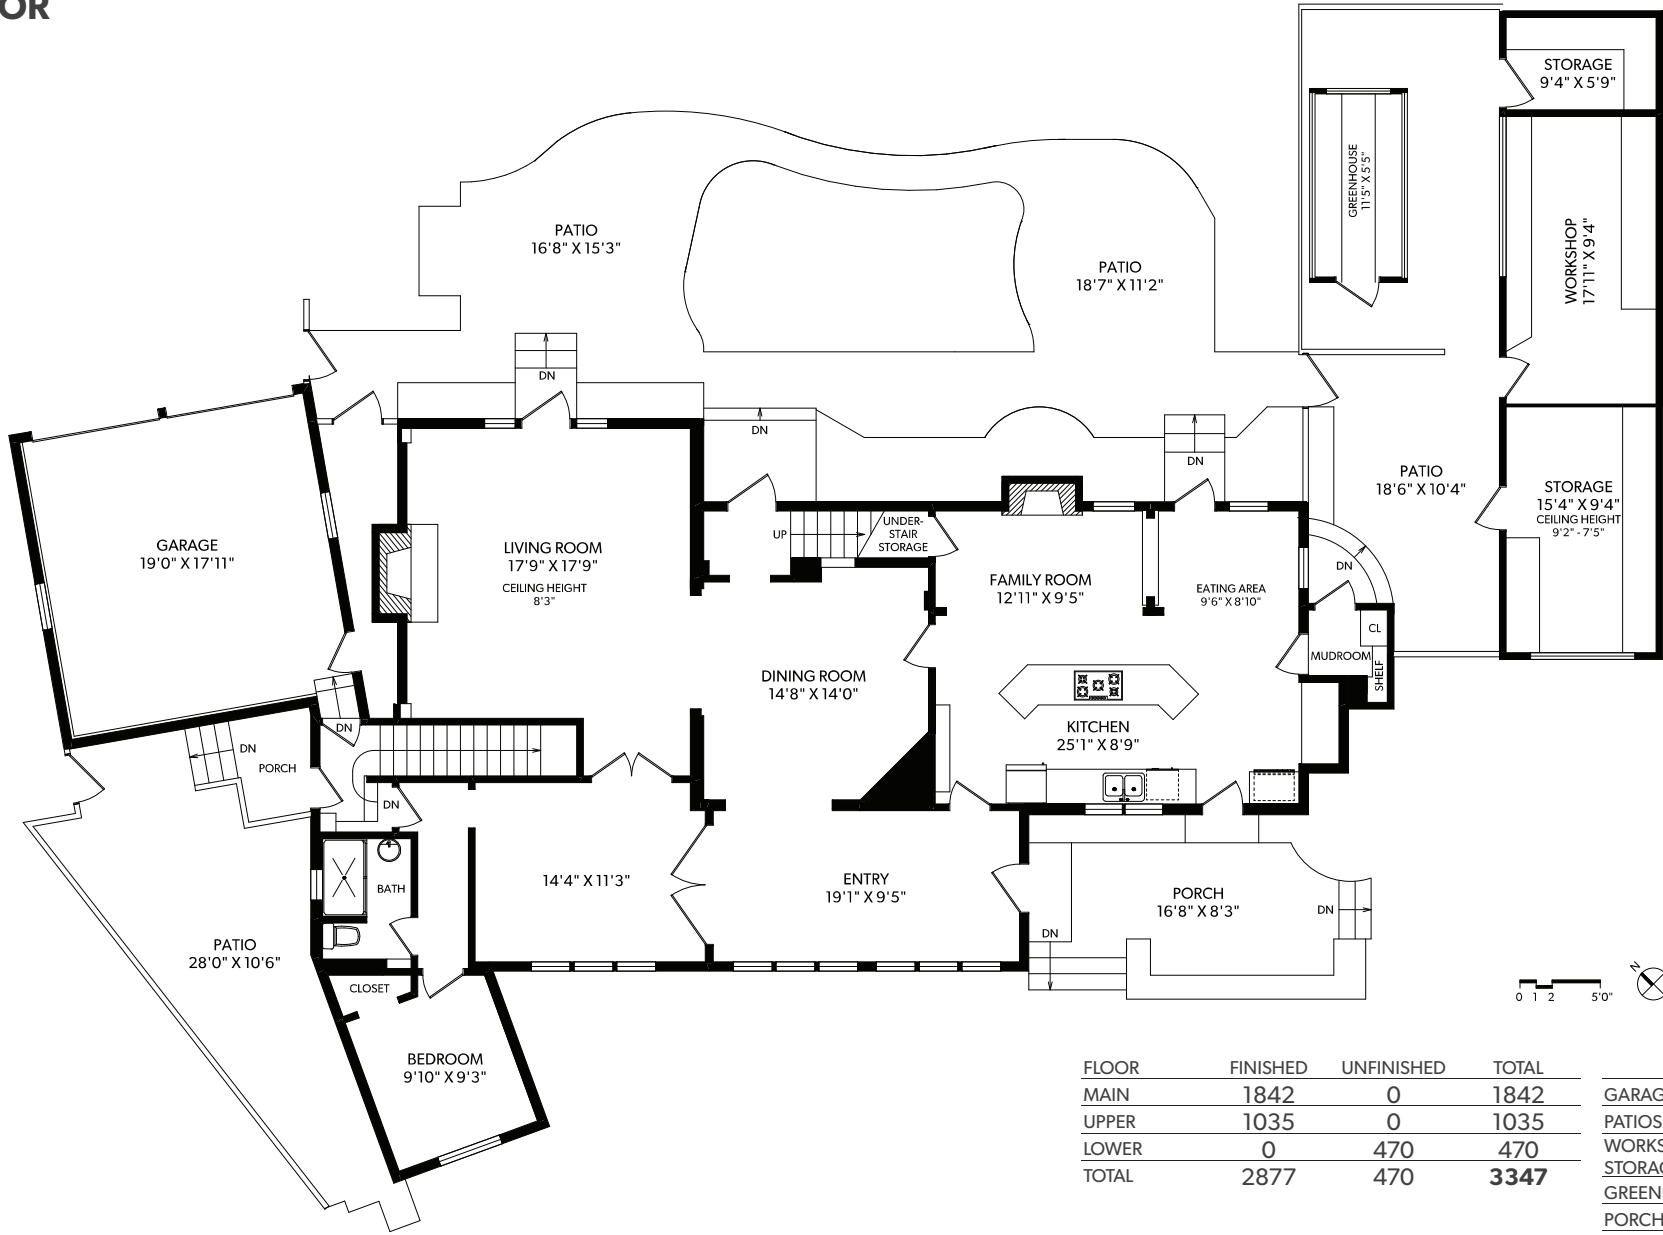 OR
STORAGE
9'4" X 5'9"
GREENHOUSE
11'5" X 5'5"
WORKSHOP
17'11" X 9'4"
PATIO
16'8" X 15'3"
PATIO
18'7" X 11'2"
DN
DN
DN
PATIO
18'6" X 10'4"
STORAGE
15'4" X 9'4"
CEILING HEIGHT
9'2" - 7'5"
GARAGE
19'0" X 17'11"
LIVING ROOM
17'9" X 17'9"
CEILING HEIGHT
8'3"
UP
UNDER-
STAIR
STORAGE
FAMILY ROOM
12'11" X 9'5"
EATING AREA
9'6" X 8'10"
DN
CL
MUDROOM
SHELF
DINING ROOM
14'8" X 14'0"
KITCHEN
25'1" X 8'9"
DN
DN
PORCH
DN
BATH
14'4" X 11'3"
ENTRY
19'1" X 9'5"
PORCH
16'8" X 8'3"
DN
DN
PATIO
28'0" X 10'6"
CLOSET
BEDROOM
9'10" X 9'3"
N
0 1 2 5'0"
FLOOR FINISHED UNFINISHED TOTAL
MAIN 1842 0 1842
UPPER 1035 0 1035
LOWER 0 470 470
TOTAL 2877 470 3347
GARAG
PATIOS
WORKS
STORAG
GREEN
PORCH